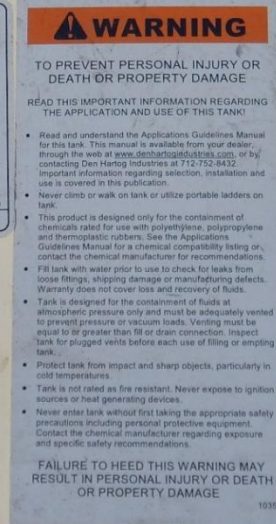 WARNING
TO PREVENT PERSONAL INJURY OR
DEATH OR PROPERTY DAMAGE
READ THIS IMPORTANT INFORMATION REGARDING
THE APPLICATION AND USE OF THIS TANK!
• Read and understand the Applications Guidelines Manual
for this tank. This manual is available from your dealer,
through the web at www.denhartogindustries.com, or by
contacting Den Hartog Industries at 712-752-8432.
Important information regarding selection, installation and
use is covered in this publication.
• Never climb or walk on tank or utilize portable ladders on
tank.
• This product is designed only for the containment of
chemicals rated for use with polyethylene, polypropylene
and thermoplastic rubbers. See the Applications
Guidelines Manual for a chemical compatibility listing or
contact the chemical manufacturer for recommendations.
• Fill tank with water prior to use to check for leaks from
loose fittings, shipping damage or manufacturing defects.
Warranty does not cover loss and recovery of fluids.
• Tank is designed for the containment of fluids at
atmospheric pressure only and must be adequately vented
to prevent pressure or vacuum loads. Venting must be
equal to or greater than fill or drain connection. Inspect
tank for plugged vents before each use of filling or empting
tank.
• Protect tank from impact and sharp objects, particularly in
cold temperatures.
• Tank is not rated as fire resistant. Never expose to ignition
sources or heat generating devices.
• Never enter tank without first taking the appropriate safety
precautions including personal protective equipment.
Contact the chemical manufacturer regarding exposure
and specific safety recommendations.
FAILURE TO HEED THIS WARNING MAY
RESULT IN PERSONAL INJURY OR DEATH
OR PROPERTY DAMAGE